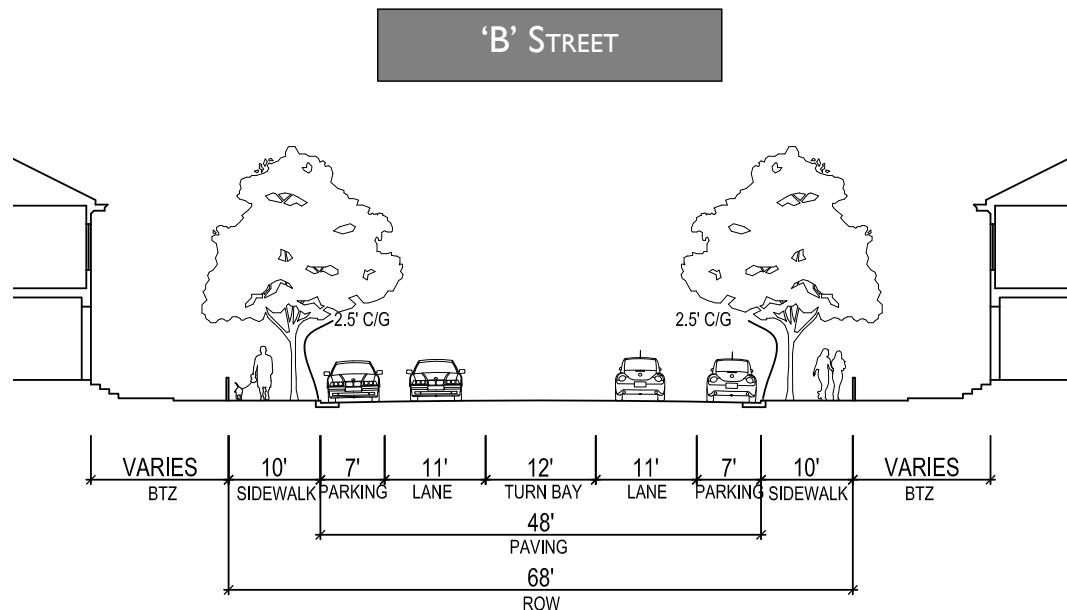 ‘B’ STREET
2.5' C/G 2.5' C/G
VARIES 10' 7' 11' 12' 11' 7' 10' VARIES
BTZ SIDEWALK PARKING LANE TURN BAY LANE PARKING SIDEWALK BTZ
48'
PAVING
68'
ROW